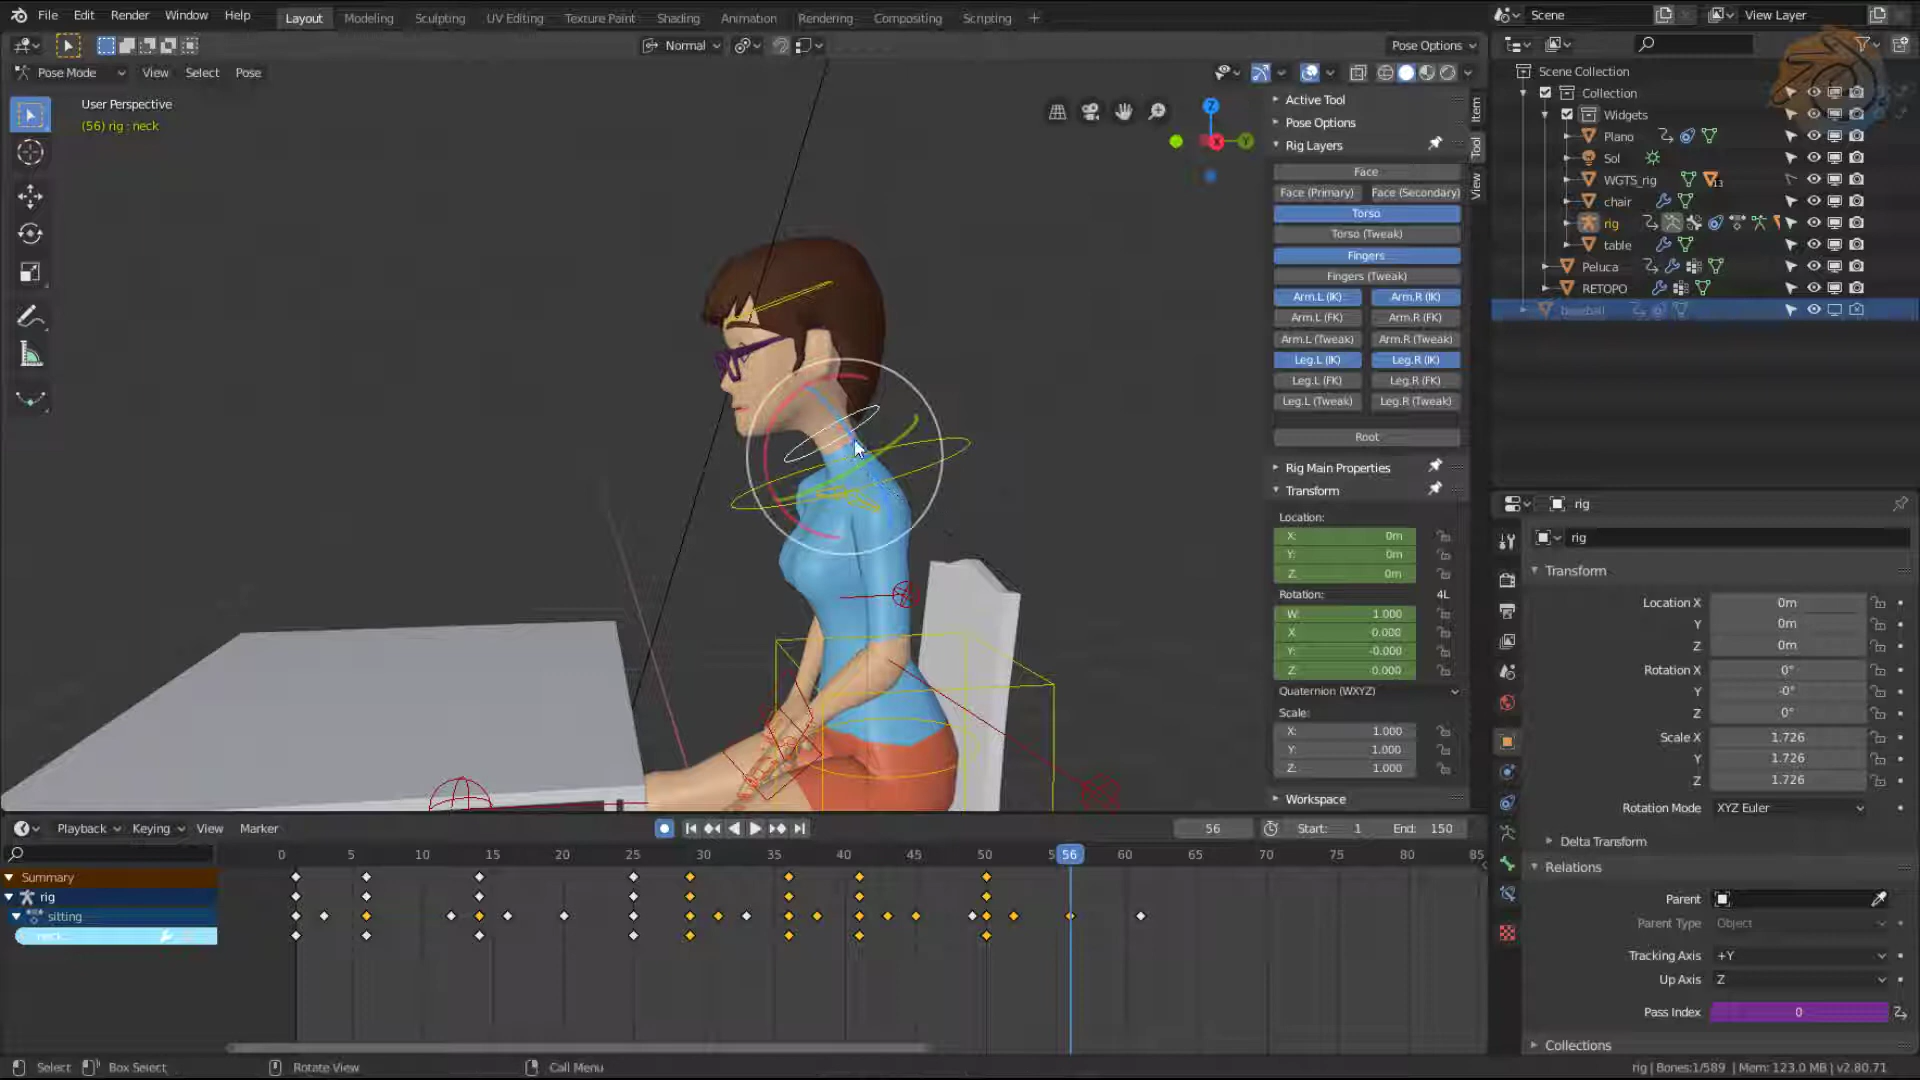 File Edit Render Window Help Layout Modeling Sculpting UV Editing Texture Paint Shading Animation Rendering Compositing Scripting + Scene View Layer
Normal Pose Options
Pose Mode View Select Pose
User Perspective
(56) rig : neck
Active Tool
Pose Options
Rig Layers
Face
Face (Primary) Face (Secondary)
Torso
Torso (Tweak)
Fingers
Fingers (Tweak)
Arm.L (IK) Arm.R (IK)
Arm.L (FK) Arm.R (FK)
Arm.L (Tweak) Arm.R (Tweak)
Leg.L (IK) Leg.R (IK)
Leg.L (FK) Leg.R (FK)
Leg.L (Tweak) Leg.R (Tweak)
Root
Rig Main Properties
Transform
Location:
X: 0m
Y: 0m
Z: 0m
Rotation: 4L
W: 1.000
X 0.000
Y: -0.000
Z: 0.000
Quaternion (WXYZ)
Scale:
X: 1.000
Y: 1.000
Z: 1.000
Workspace
Item
Tool
View
Z
X
Y
Scene Collection
Collection
Widgets
Plano
Sol
WGTS_rig 13
chair
rig
table
Peluca
RETOPO
baseball
rig
rig
Transform
Location X 0m
Y 0m
Z 0m
Rotation X 0°
Y -0°
Z 0°
Scale X 1.726
Y 1.726
Z 1.726
Rotation Mode XYZ Euler
Delta Transform
Relations
Parent
Parent Type Object
Tracking Axis +Y
Up Axis Z
Pass Index 0
Collections
Playback Keying View Marker 56 Start: 1 End: 150
0 5 10 15 20 25 30 35 40 45 50 56 60 65 70 75 80 85
Summary
rig
sitting
neck
Select Box Select Rotate View Call Menu rig | Bones:1/589 | Mem: 123.0 MB | v2.80.71